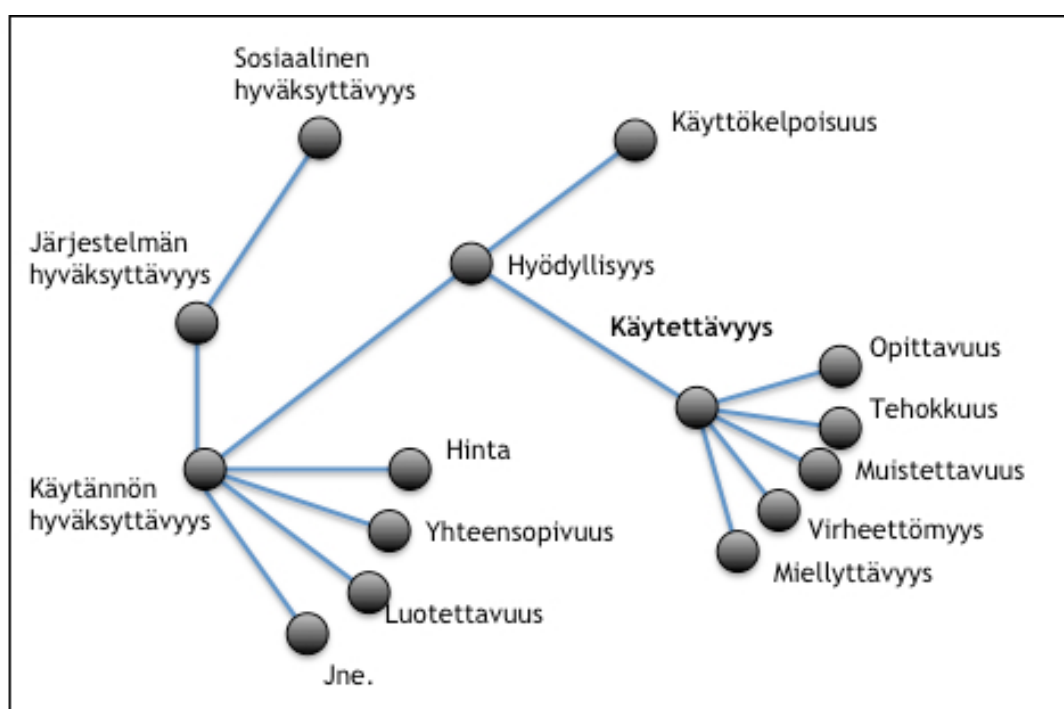 Sosiaalinen
hyväksyttävyys
Käyttökelpoisuus
Järjestelmän
hyväksyttävyys
Hyödyllisyys
Käytettävyys
Opittavuus
Tehokkuus
Muistettavuus
Virheettömyys
Miellyttävyys
Hinta
Käytännön
hyväksyttävyys
Yhteensopivuus
Luotettavuus
Jne.